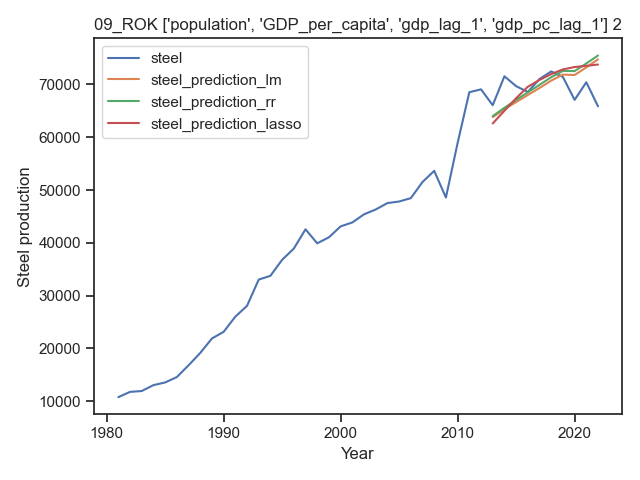 09_ROK ['population', 'GDP_per_capita', 'gdp_lag_1', 'gdp_pc_lag_1'] 2
steel
steel_prediction_lm
steel_prediction_rr
steel_prediction_lasso
Steel production
70000
60000
50000
40000
30000
20000
10000
1980 1990 2000 2010 2020
Year